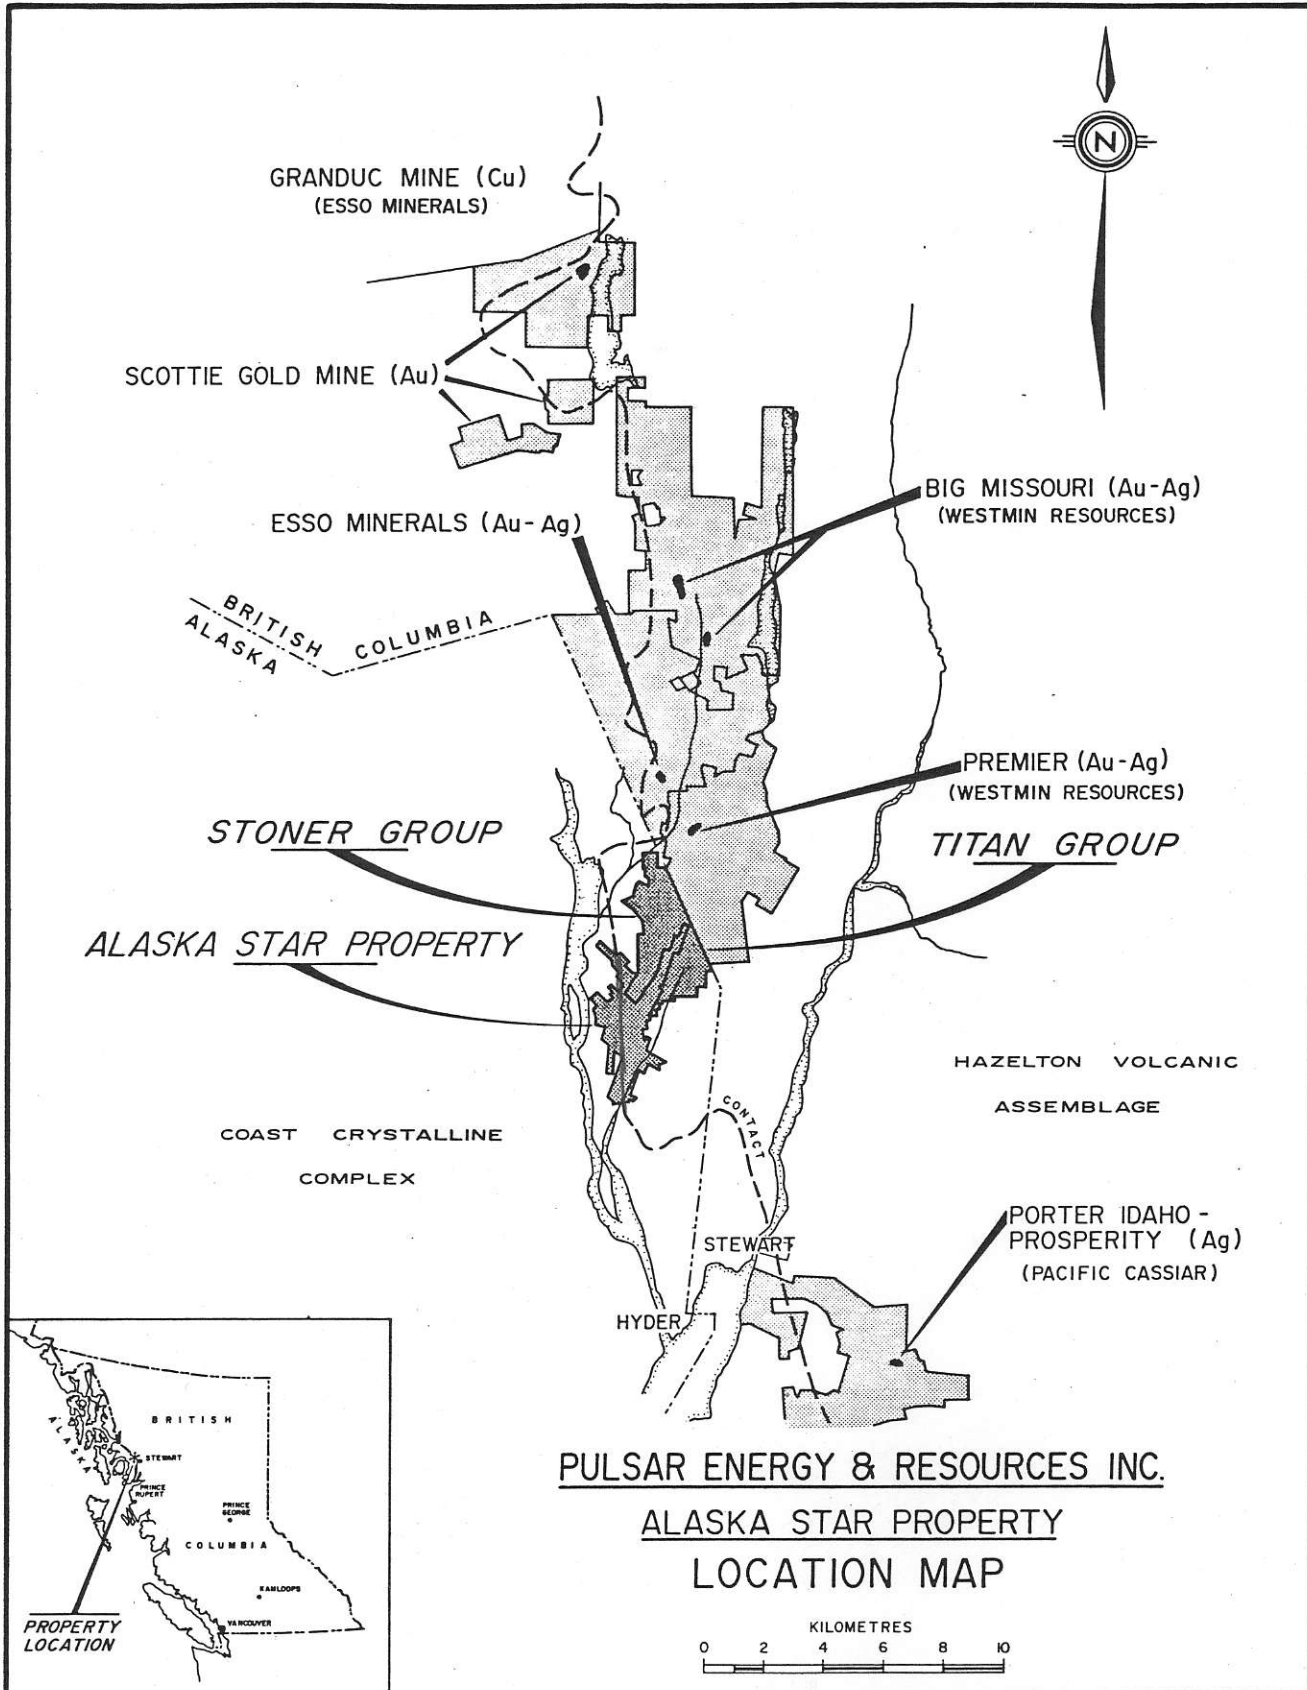 N
GRANDUC MINE (Cu)
(ESSO MINERALS)
SCOTTIE GOLD MINE (Au)
BIG MISSOURI (Au-Ag)
(WESTMIN RESOURCES)
ESSO MINERALS (Au-Ag)
BRITISH COLUMBIA
ALASKA
PREMIER (Au-Ag)
(WESTMIN RESOURCES)
STONER GROUP
TITAN GROUP
ALASKA STAR PROPERTY
HAZELTON VOLCANIC
ASSEMBLAGE
CONTACT
COAST CRYSTALLINE
COMPLEX
PORTER IDAHO -
PROSPERITY (Ag)
(PACIFIC CASSIAR)
STEWART
HYDER
BRITISH
ALASKA
STEWART
PRINCE
RUPERT
PRINCE
GEORGE
COLUMBIA
KAMLOOPS
VANCOUVER
PROPERTY
LOCATION
PULSAR ENERGY & RESOURCES INC.
ALASKA STAR PROPERTY
LOCATION MAP
KILOMETRES
0 2 4 6 8 10